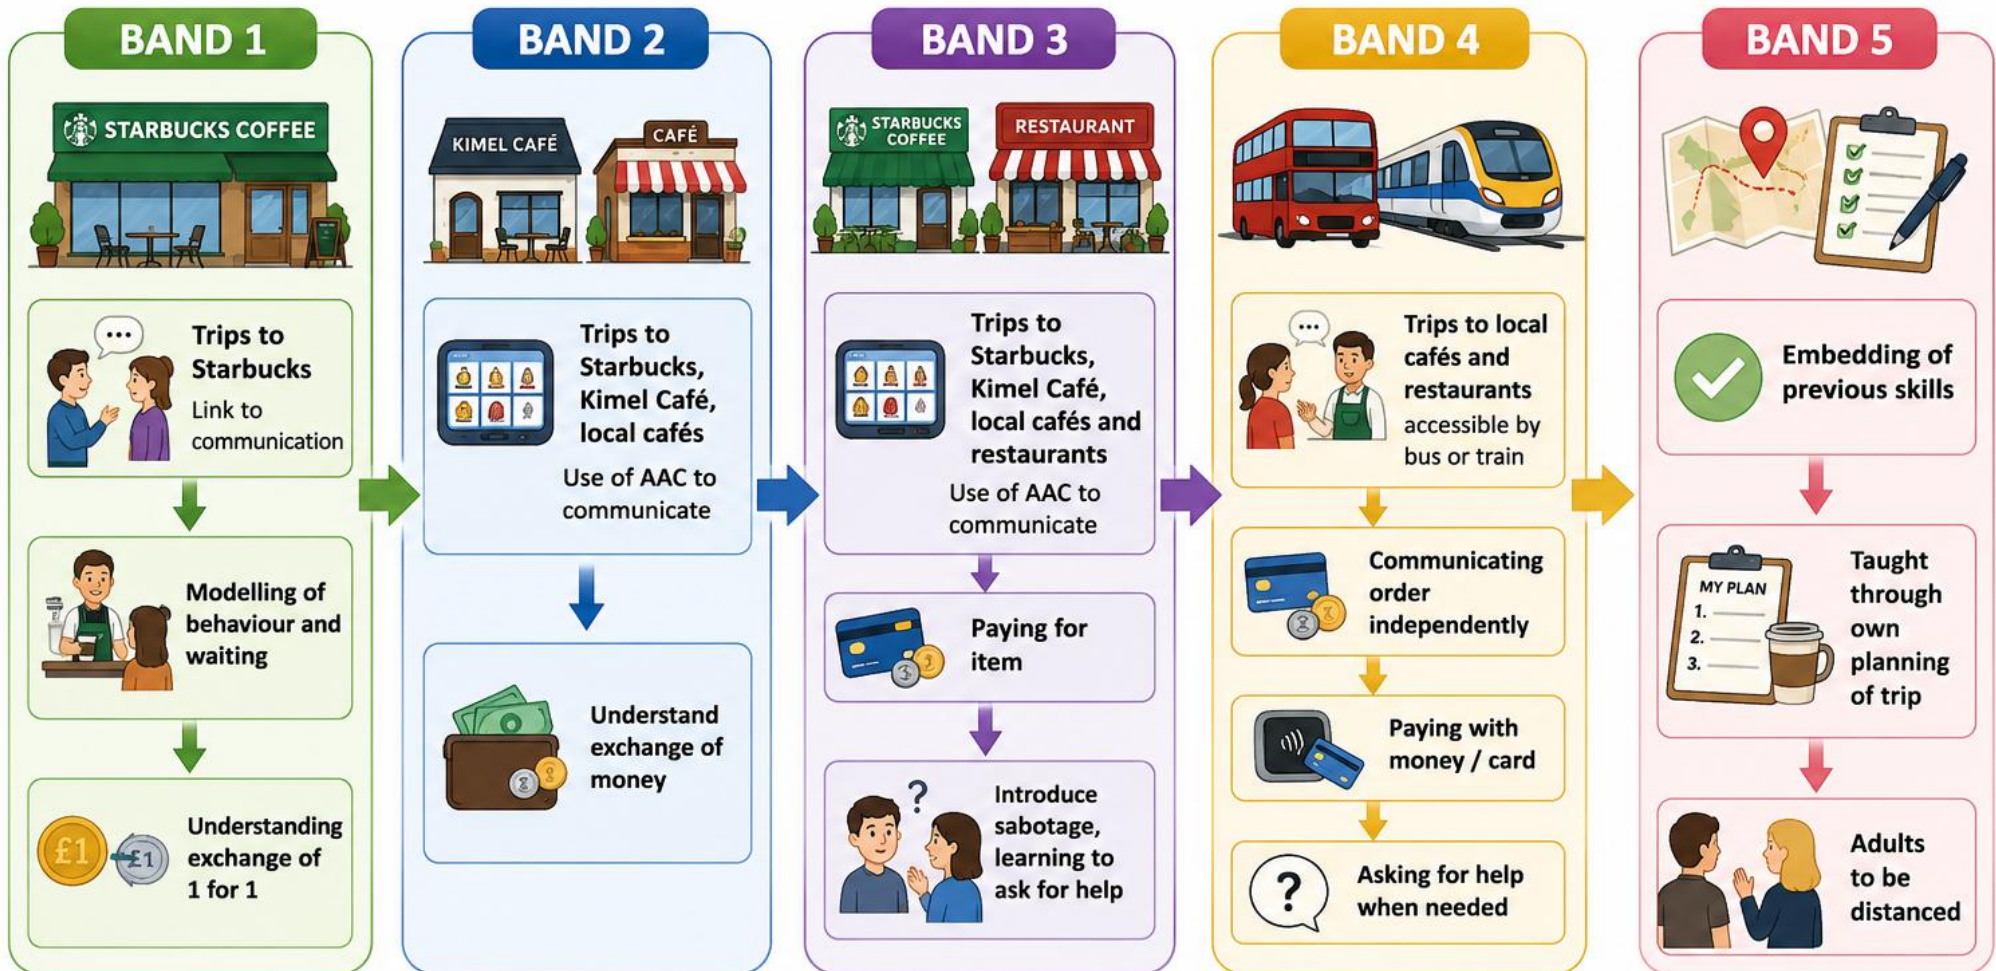 BAND 1
STARBUCKS COFFEE
Trips to
Starbucks
Link to
communication
Modelling of
behaviour and
waiting
£1
£1
Understanding
exchange of
1 for 1
BAND 2
KIMEL CAFÉ
CAFÉ
Trips to
Starbucks,
Kimel Café,
local cafés
Use of AAC to
communicate
Understand
exchange of
money
BAND 3
STARBUCKS
COFFEE
RESTAURANT
Trips to
Starbucks,
Kimel Café,
local cafés and
restaurants
Use of AAC to
communicate
Paying for
item
?
Introduce
sabotage,
learning to
ask for help
BAND 4
Trips to local
cafés and
restaurants
accessible by
bus or train
Communicating
order
independently
Paying with
money / card
?
Asking for help
when needed
BAND 5
Embedding of
previous skills
MY PLAN
1.
2.
3.
Taught
through
own
planning
of trip
Adults
to be
distanced